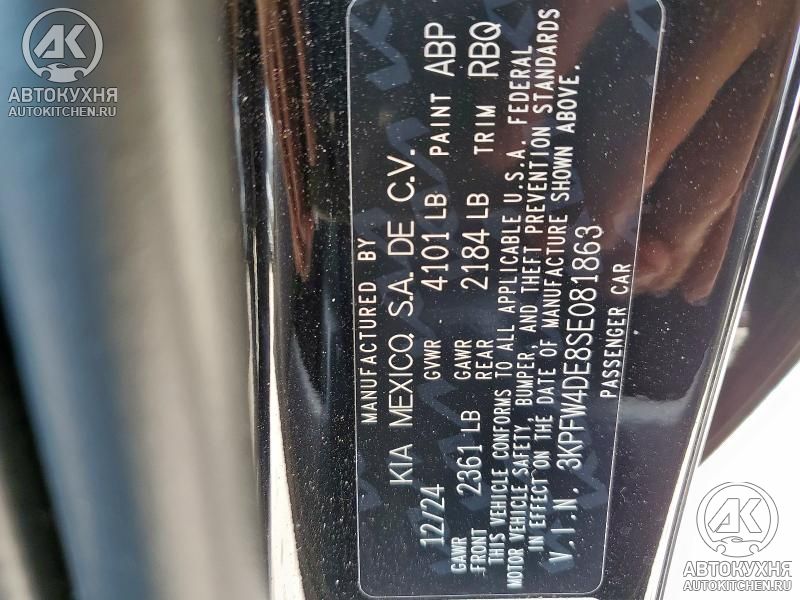 AK
АВТОКУХНЯ
AUTOKITCHEN.RU
MANUFACTURED BY
KIA MEXICO, S.A. DE C.V.
12/24 GVWR 4101 LB PAINT ABP
GAWR FRONT 2361 LB GAWR REAR 2184 LB TRIM RBQ
THIS VEHICLE CONFORMS TO ALL APPLICABLE U.S.A. FEDERAL
MOTOR VEHICLE SAFETY, BUMPER, AND THEFT PREVENTION STANDARDS
IN EFFECT ON THE DATE OF MANUFACTURE SHOWN ABOVE.
V.I.N. 3KPFW4DE8SE081863
PASSENGER CAR
AK
АВТОКУХНЯ
AUTOKITCHEN.RU